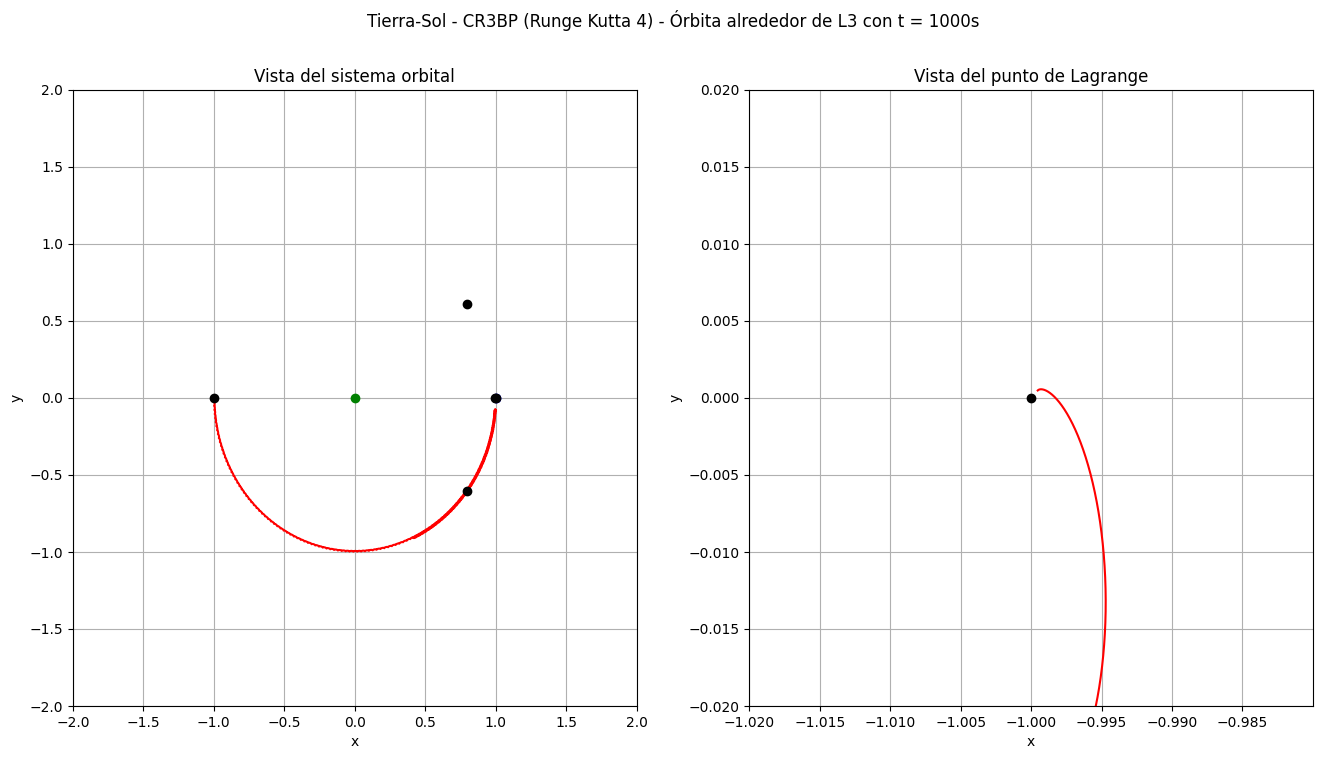 Tierra-Sol - CR3BP (Runge Kutta 4) - Órbita alrededor de L3 con t = 1000s
Vista del sistema orbital
2.0
1.5
1.0
0.5
0.0
−0.5
−1.0
−1.5
−2.0
y
−2.0 −1.5 −1.0 −0.5 0.0 0.5 1.0 1.5 2.0
x
Vista del punto de Lagrange
0.020
0.015
0.010
0.005
0.000
−0.005
−0.010
−0.015
−0.020
y
−1.020 −1.015 −1.010 −1.005 −1.000 −0.995 −0.990 −0.985
x